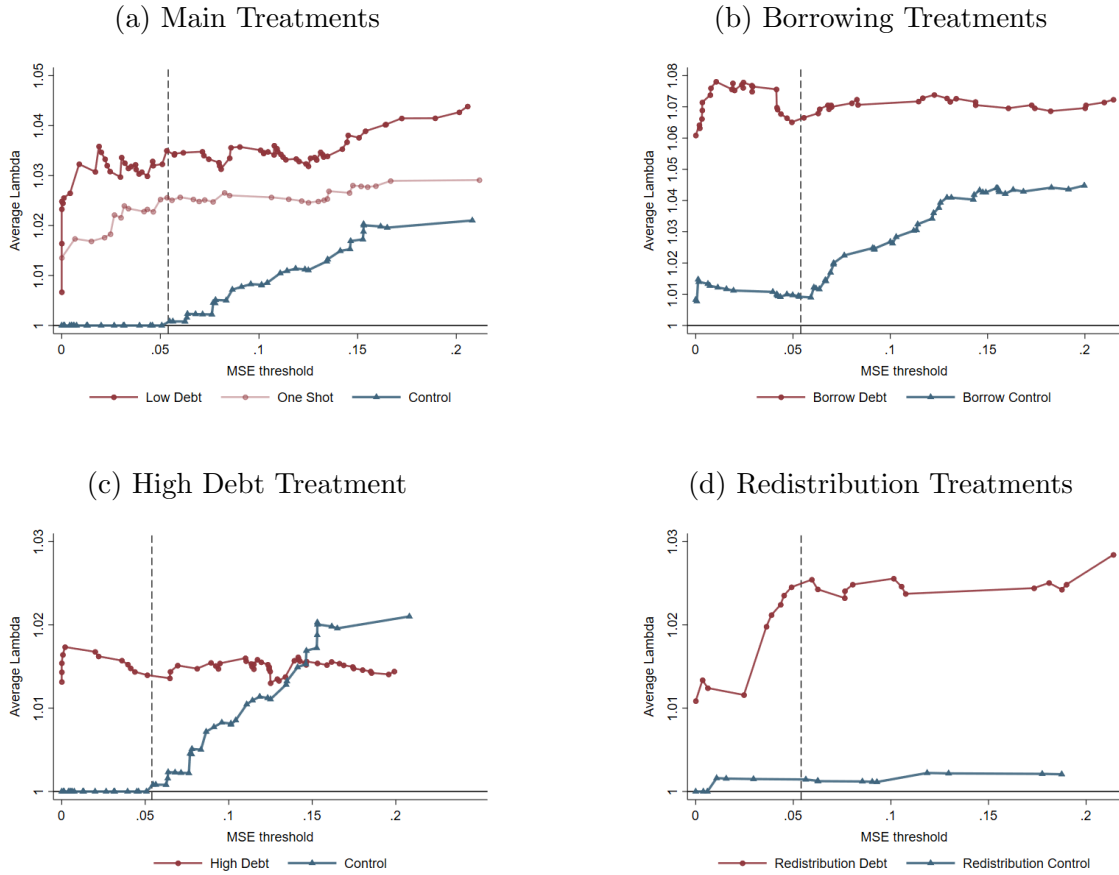 (a) Main Treatments
Average Lambda
1 1.01 1.02 1.03 1.04 1.05
0 .05 .1 .15 .2
MSE threshold
Low Debt One Shot Control
(b) Borrowing Treatments
Average Lambda
1 1.01 1.02 1.03 1.04 1.05 1.06 1.07 1.08
0 .05 .1 .15 .2
MSE threshold
Borrow Debt Borrow Control
(c) High Debt Treatment
Average Lambda
1 1.01 1.02 1.03
0 .05 .1 .15 .2
MSE threshold
High Debt Control
(d) Redistribution Treatments
Average Lambda
1 1.01 1.02 1.03
0 .05 .1 .15 .2
MSE threshold
Redistribution Debt Redistribution Control